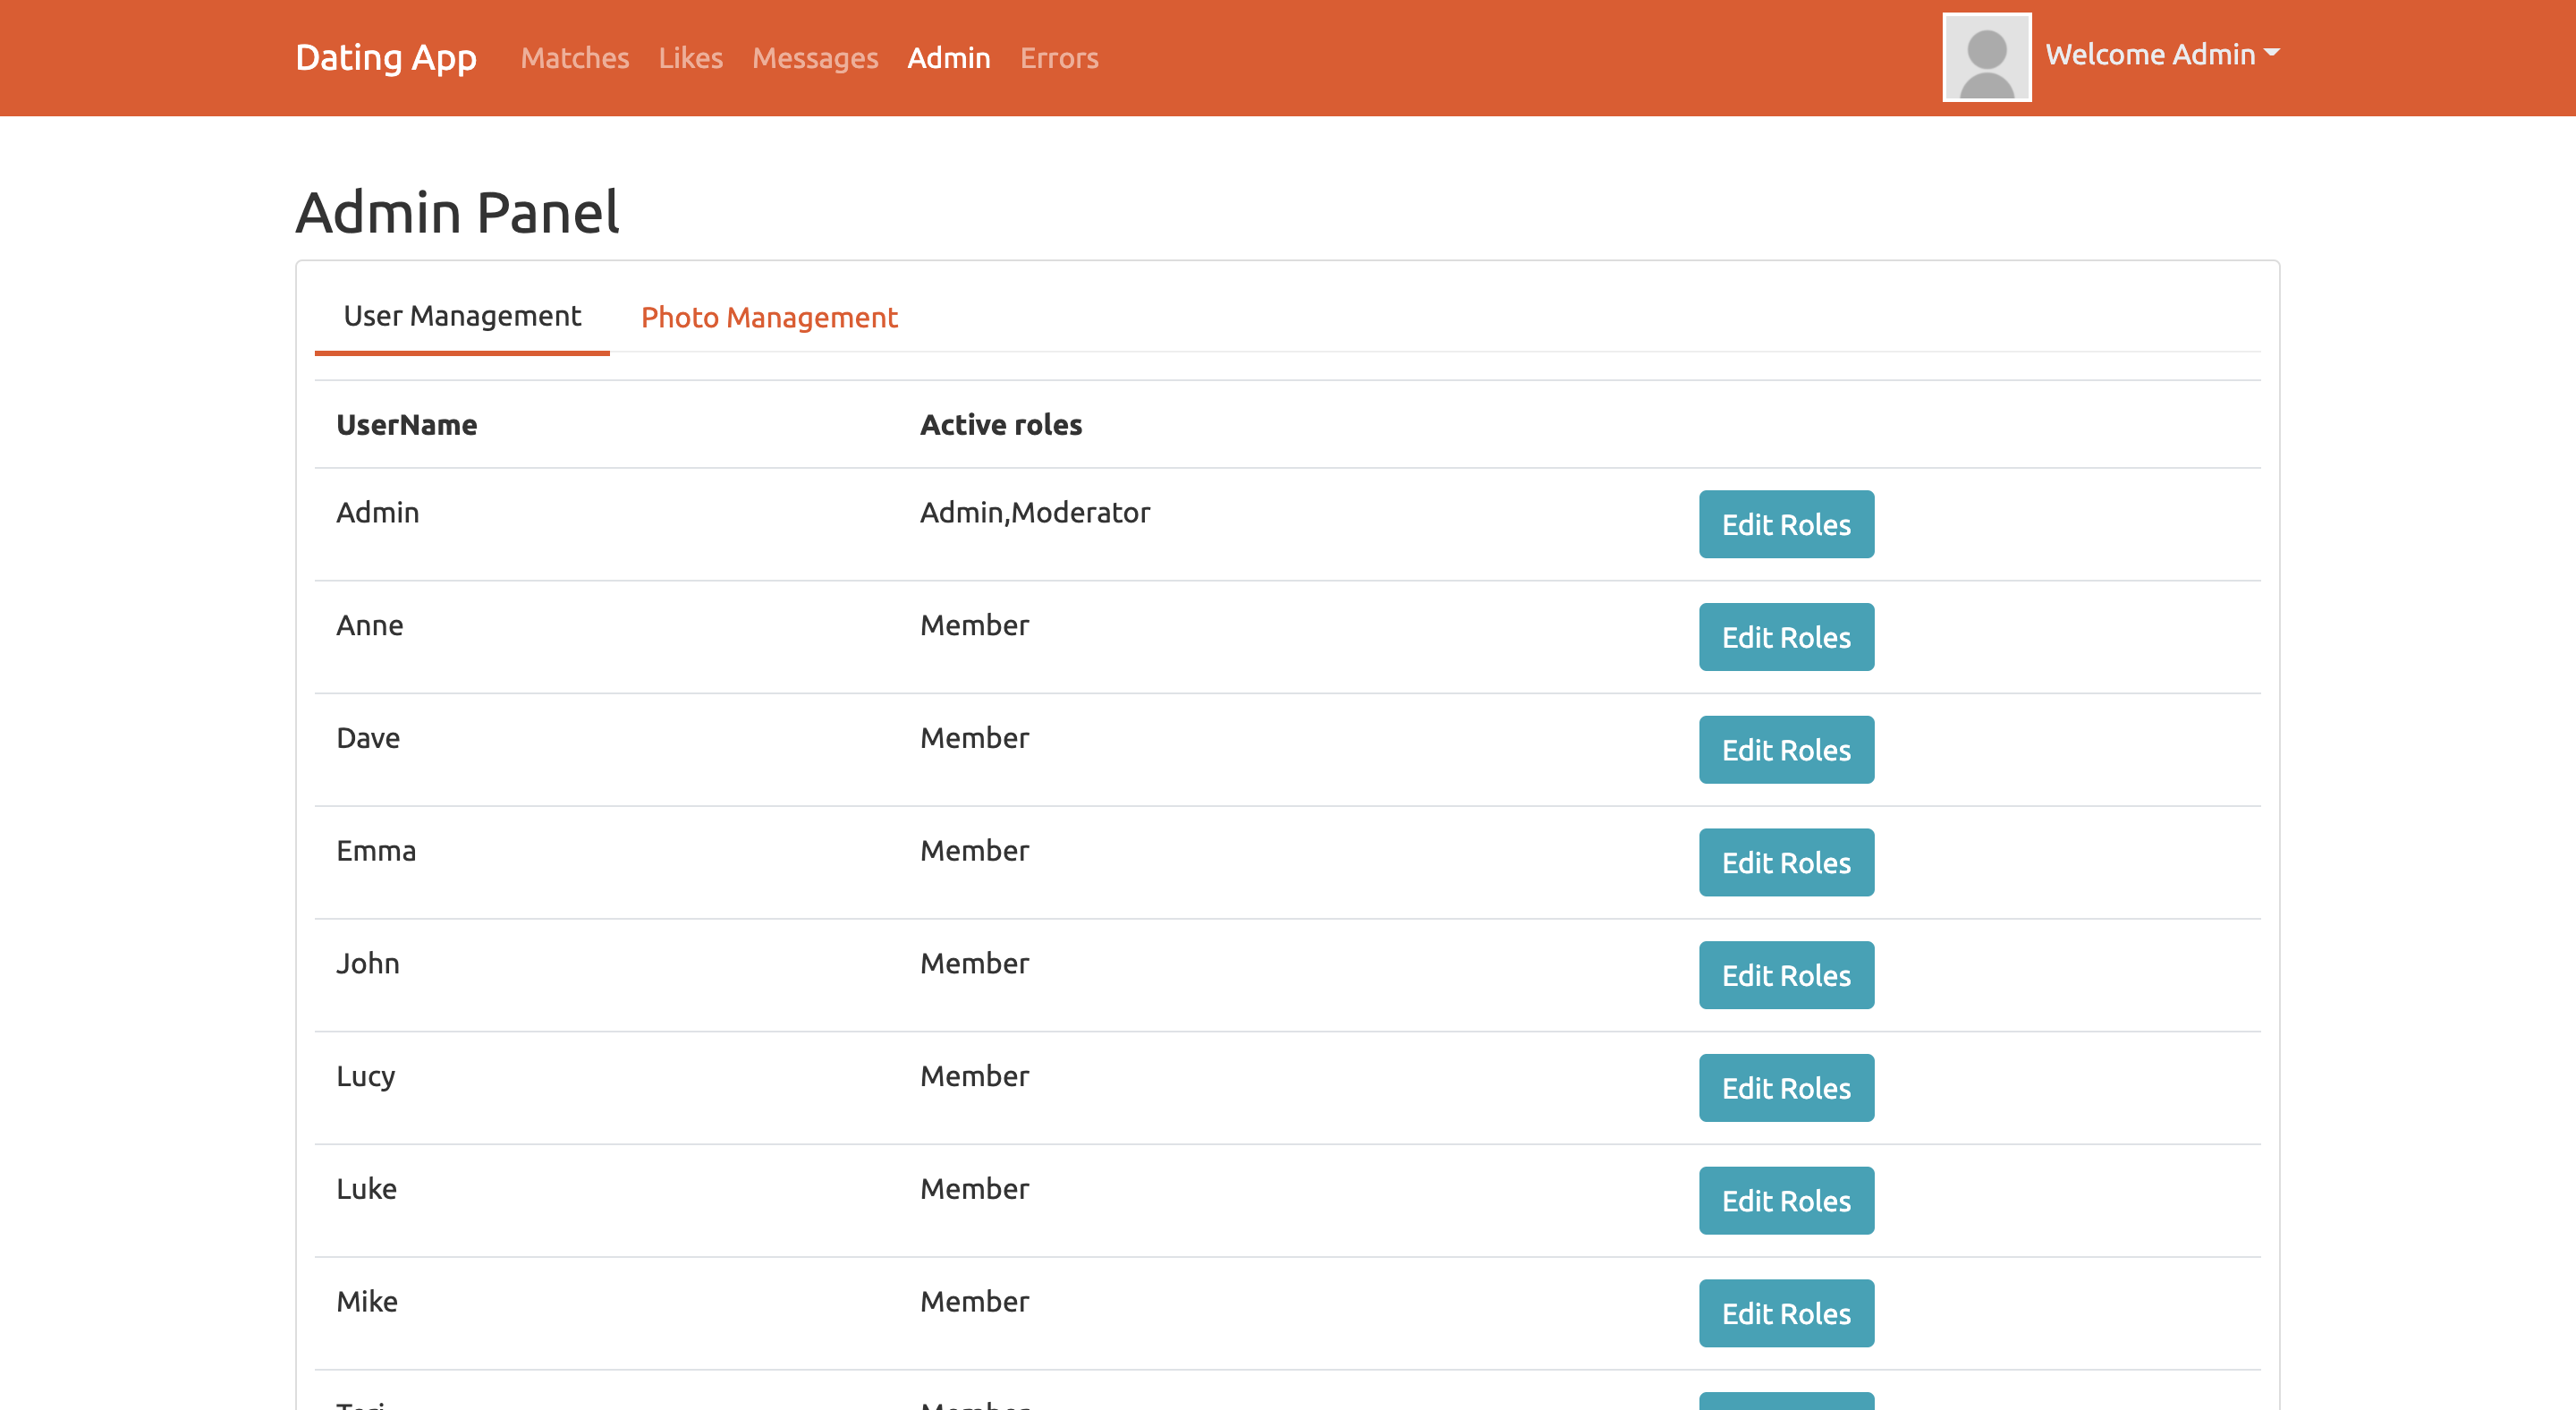 Dating App Matches Likes Messages Admin Errors Welcome Admin
Admin Panel
User Management Photo Management
UserName Active roles
Admin Admin,Moderator Edit Roles
Anne Member Edit Roles
Dave Member Edit Roles
Emma Member Edit Roles
John Member Edit Roles
Lucy Member Edit Roles
Luke Member Edit Roles
Mike Member Edit Roles